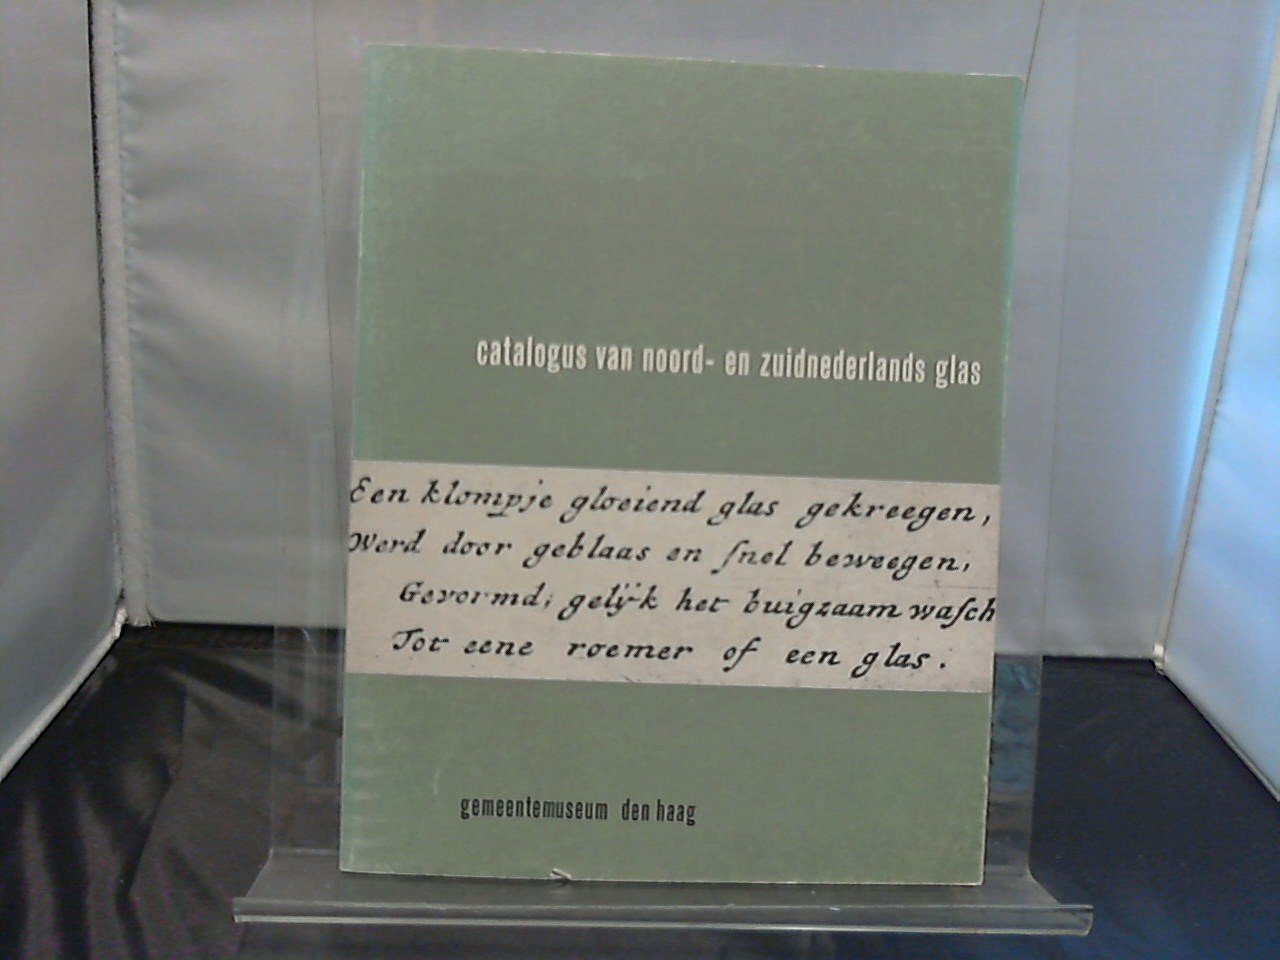 catalogus van noord- en zuidnederlands glas
Een klompje gloeiend glas gekreegen,
Werd door geblaas en ſnel beweegen,
Gevormd, gelÿk het buigzaam waſch
Tot eene roemer of een glas.
gemeentemuseum den haag